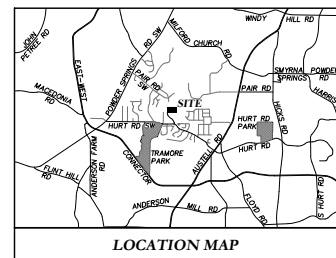 WINDY HILL RD
JOHN PETREE RD
EAST-WEST
POWDER SPRINGS RD SW
MILFORD CHURCH RD
SMYRNA POWDER SPRINGS RD
PAIR RD SW
PAIR RD
MACEDONIA RD
SITE
HICKS RD
HARRIS
HURT RD SW
HURT RD PARK
HURT RD
TRAMORE PARK
AUSTELL RD
ANDERSON FARM RD
CONNECTOR
FLINT HILL RD
ANDERSON MILL RD
FLOYD RD
S HURT RD
LOCATION MAP